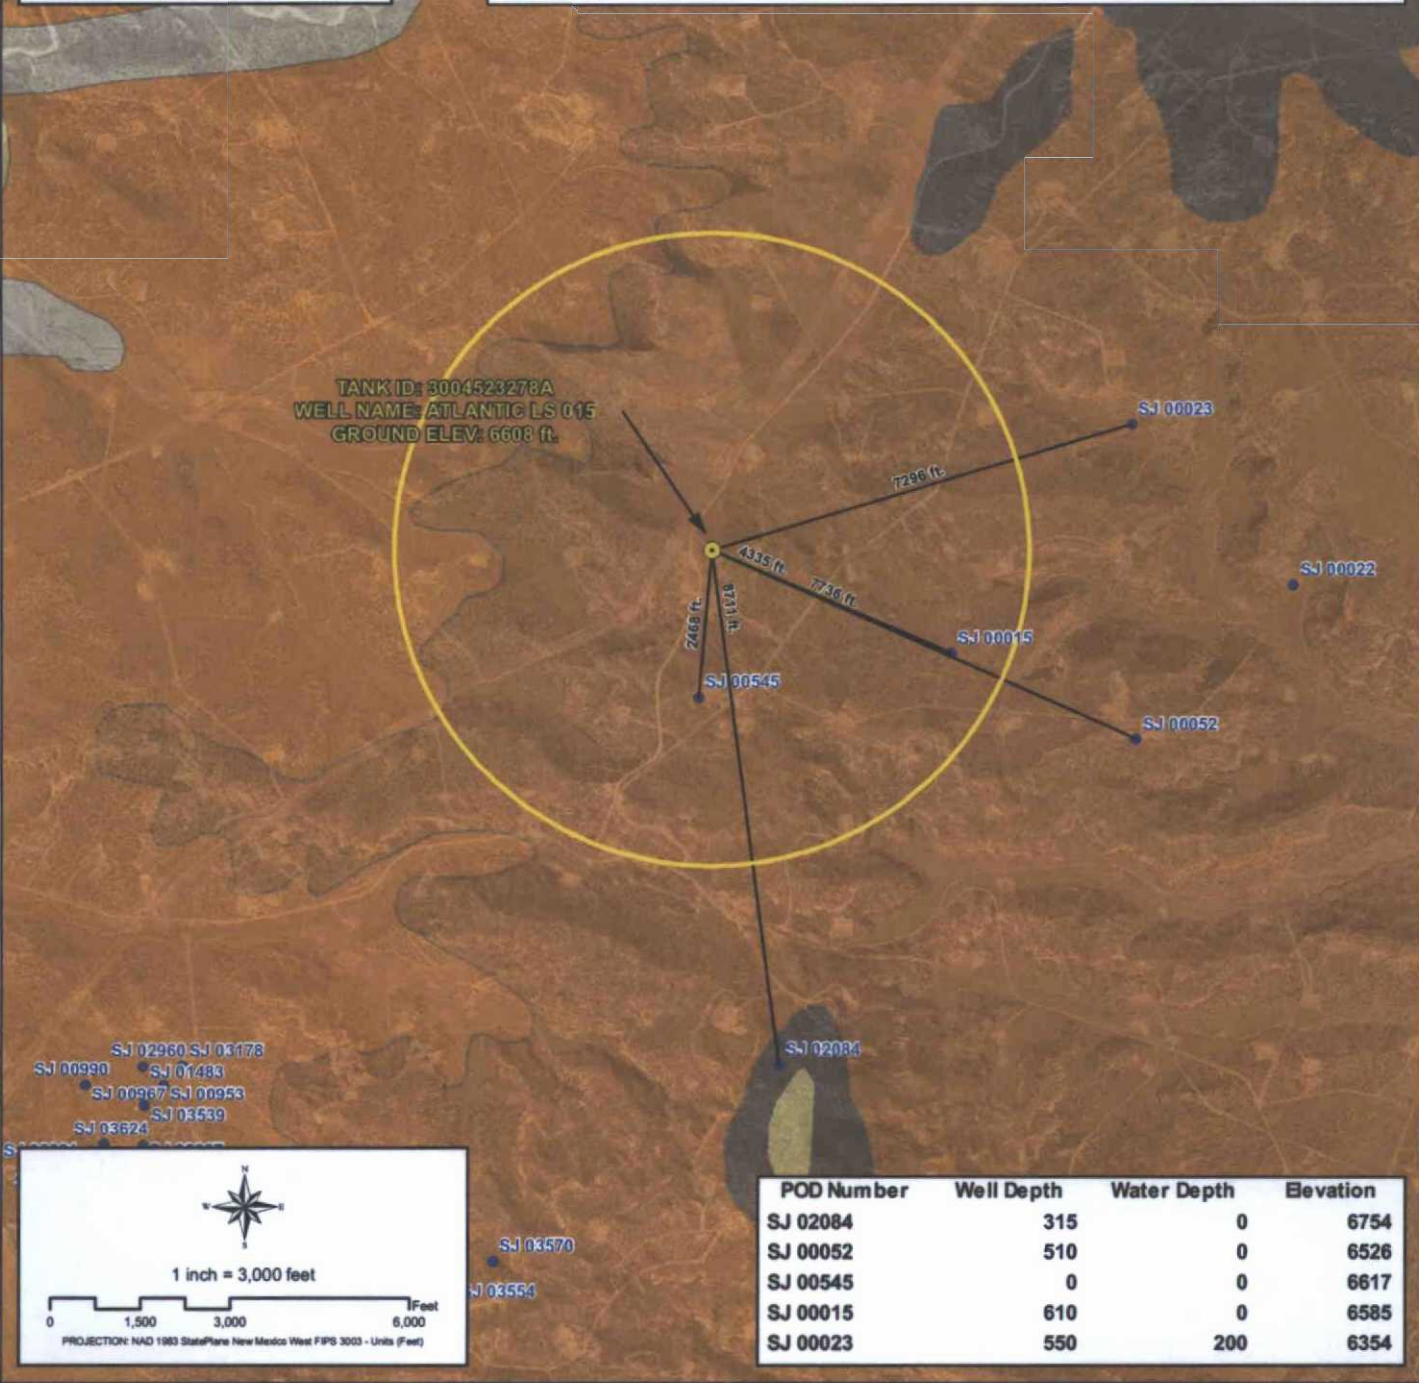 TANK ID: 3004523278A
WELL NAME: ATLANTIC LS 015
GROUND ELEV: 6608 ft.
SJ 00023
7296 ft.
4335 ft.
7736 ft.
SJ 00022
2468 ft.
8711 ft.
SJ 00015
SJ 00545
SJ 00052
SJ 02084
SJ 02960 SJ 03178
SJ 00990 SJ 01483
SJ 00967 SJ 00953
SJ 03539
SJ 03624
N
W E
S
1 inch = 3,000 feet
Feet
0 1,500 3,000 6,000
PROJECTION: NAD 1983 StatePlane New Mexico West FIPS 3003 - Units (Feet)
SJ 03570
SJ 03554
POD Number Well Depth Water Depth Elevation
SJ 02084 315 0 6754
SJ 00052 510 0 6526
SJ 00545 0 0 6617
SJ 00015 610 0 6585
SJ 00023 550 200 6354